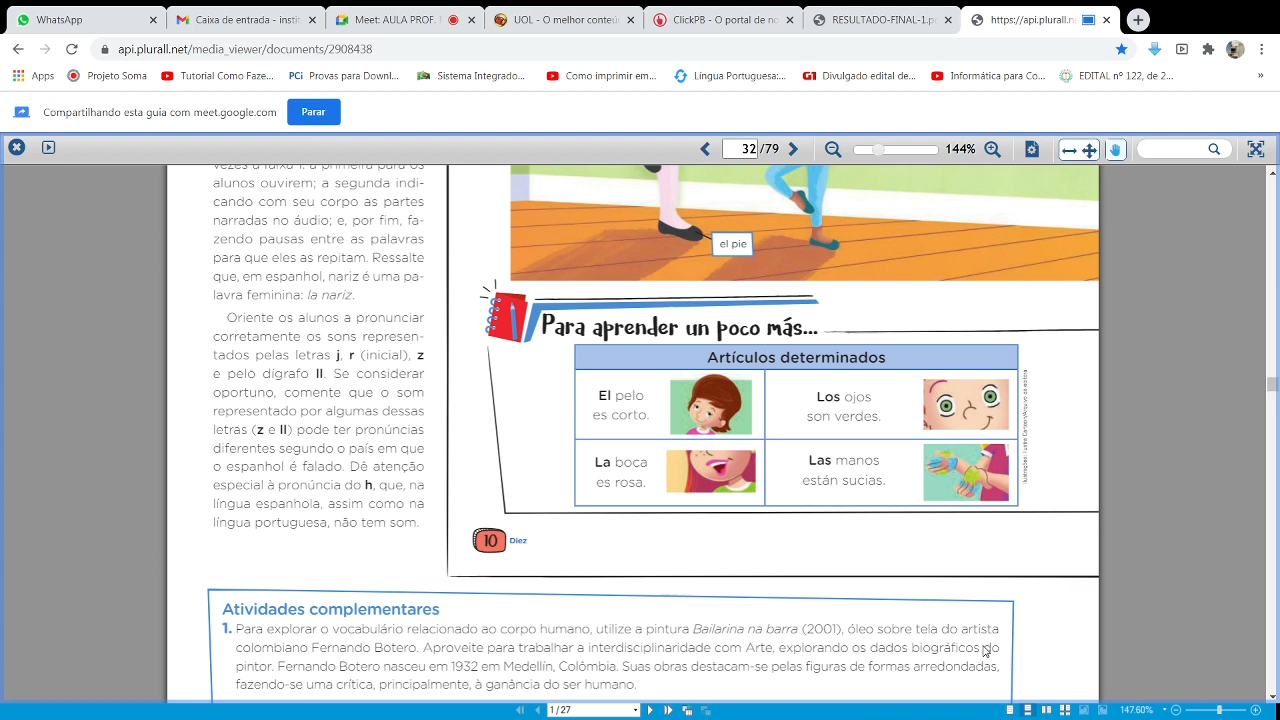 WhatsApp
Caixa de entrada - instit
Meet: AULA PROF.
UOL - O melhor conteú
ClickPB - O portal de no
RESULTADO-FINAL-1.p
https://api.plurall.ne
api.plurall.net/media_viewer/documents/2908438
Apps
Projeto Soma
Tutorial Como Faze...
PCi
Provas para Downl...
Sistema Integrado...
Como imprimir em...
Língua Portuguesa:...
G1
Divulgado edital de...
Informática para Co...
EDITAL nº 122, de 2...
»
Compartilhando esta guia com meet.google.com
Parar
32 /79
144%
vezes a faixa 1: a primeira para os
alunos ouvirem; a segunda indi-
cando com seu corpo as partes
narradas no áudio; e, por fim, fa-
zendo pausas entre as palavras
para que eles as repitam. Ressalte
que, em espanhol, nariz é uma pa-
lavra feminina: la nariz.
Oriente os alunos a pronunciar
corretamente os sons represen-
tados pelas letras j, r (inicial), z
e pelo dígrafo ll. Se considerar
oportuno, comente que o som
representado por algumas dessas
letras (z e ll) pode ter pronúncias
diferentes segundo o país em que
o espanhol é falado. Dê atenção
especial à pronúncia do h, que, na
língua espanhola, assim como na
língua portuguesa, não tem som.
el pie
Para aprender un poco más...
Artículos determinados
El pelo
es corto.
Los ojos
son verdes.
La boca
es rosa.
Las manos
están sucias.
Ilustrações: Ilustra Cartoon/Arquivo da editora
10
Diez
Atividades complementares
1. Para explorar o vocabulário relacionado ao corpo humano, utilize a pintura Bailarina na barra (2001), óleo sobre tela do artista
colombiano Fernando Botero. Aproveite para trabalhar a interdisciplinaridade com Arte, explorando os dados biográficos do
pintor. Fernando Botero nasceu em 1932 em Medellín, Colômbia. Suas obras destacam-se pelas figuras de formas arredondadas,
fazendo-se uma crítica, principalmente, à ganância do ser humano.
1 / 27
147.60%